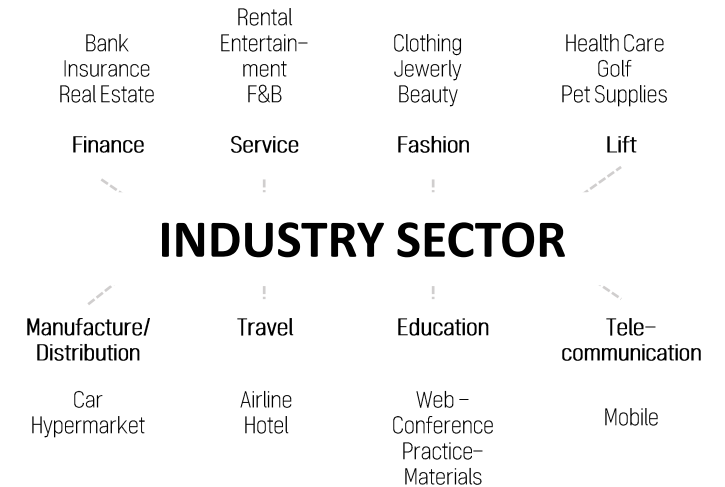 Bank
Insurance
Real Estate
Finance
Rental
Entertain-
ment
F&B
Service
Clothing
Jewerly
Beauty
Fashion
Health Care
Golf
Pet Supplies
Lift
INDUSTRY SECTOR
Manufacture/
Distribution
Car
Hypermarket
Travel
Airline
Hotel
Education
Web -
Conference
Practice-
Materials
Tele-
communication
Mobile